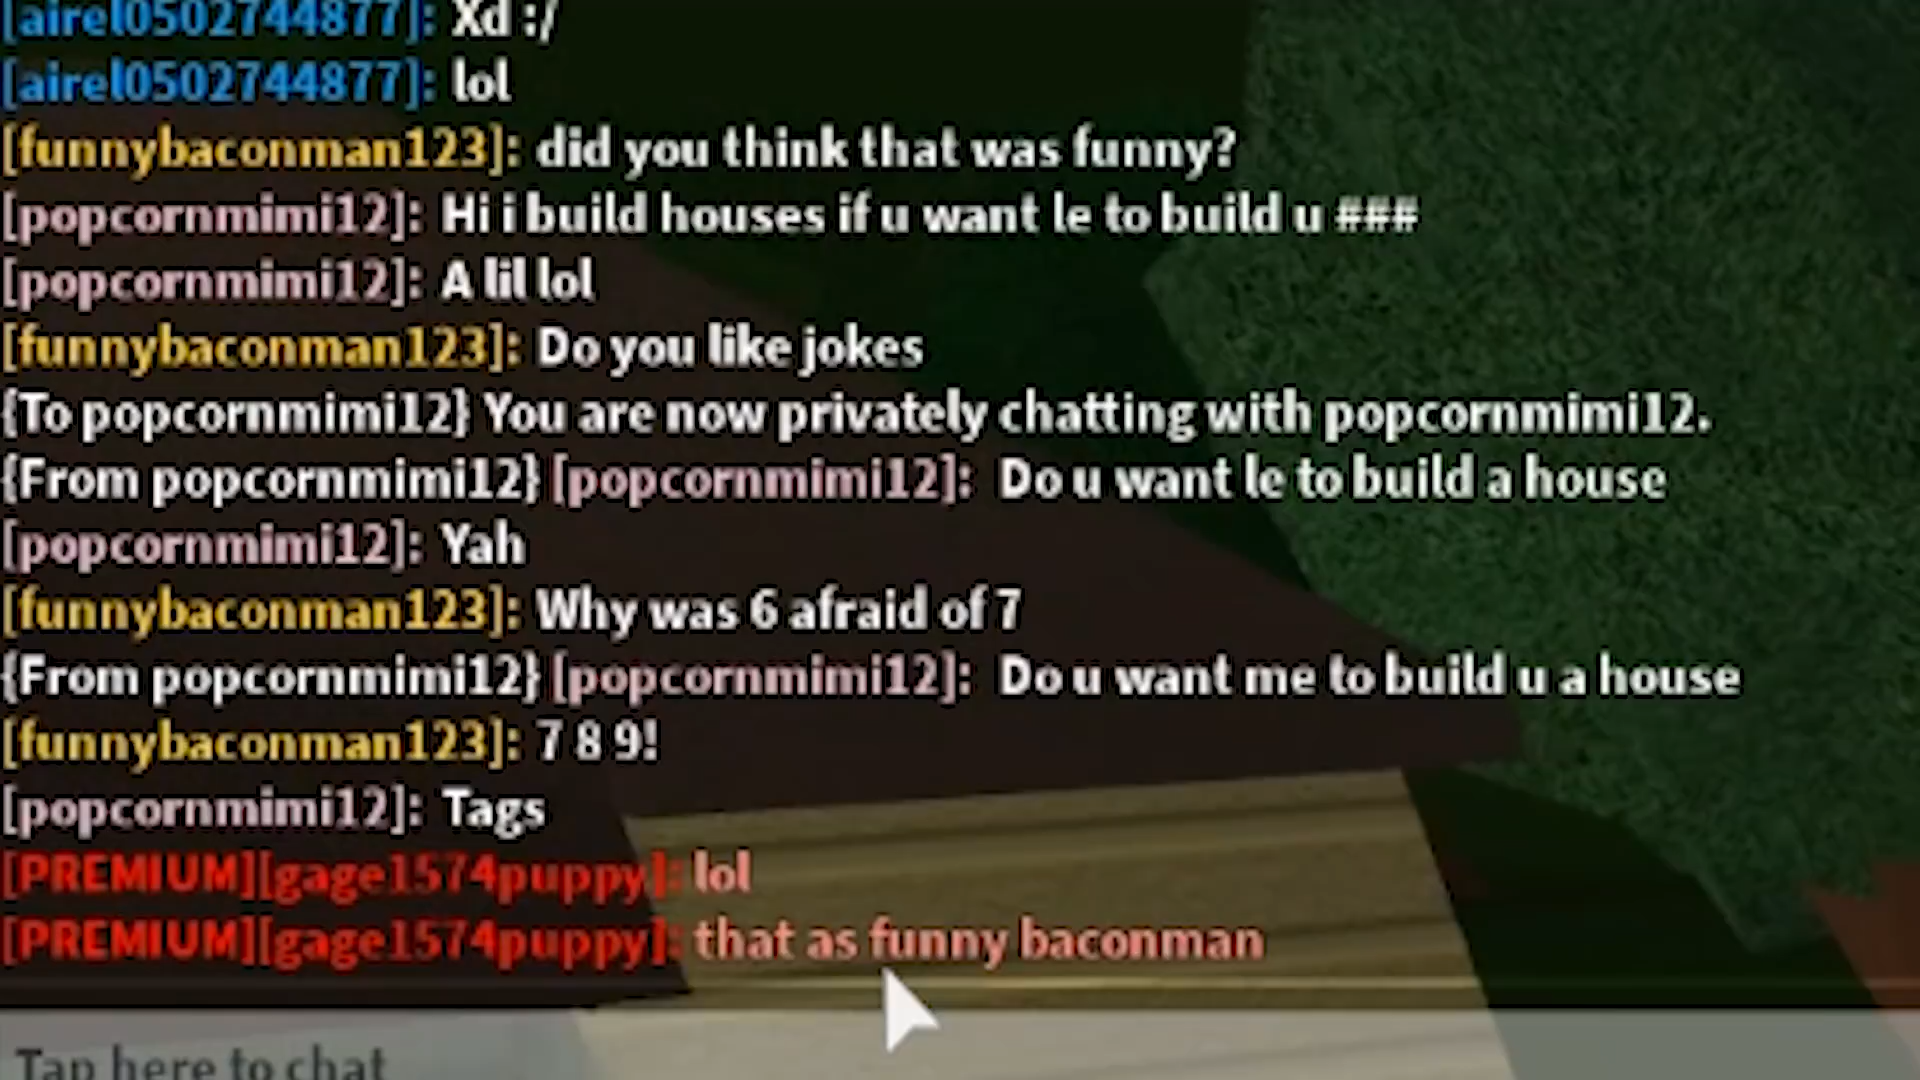 [airel0502744877]: Xd :/
[airel0502744877]: lol
[funnybaconman123]: did you think that was funny?
[popcornmimi12]: Hi i build houses if u want le to build u ###
[popcornmimi12]: A lil lol
[funnybaconman123]: Do you like jokes
{To popcornmimi12} You are now privately chatting with popcornmimi12.
{From popcornmimi12} [popcornmimi12]: Do u want le to build a house
[popcornmimi12]: Yah
[funnybaconman123]: Why was 6 afraid of 7
{From popcornmimi12} [popcornmimi12]: Do u want me to build u a house
[funnybaconman123]: 7 8 9!
[popcornmimi12]: Tags
[PREMIUM][gage1574puppy]: lol
[PREMIUM][gage1574puppy]: that as funny baconman
Tap here to chat